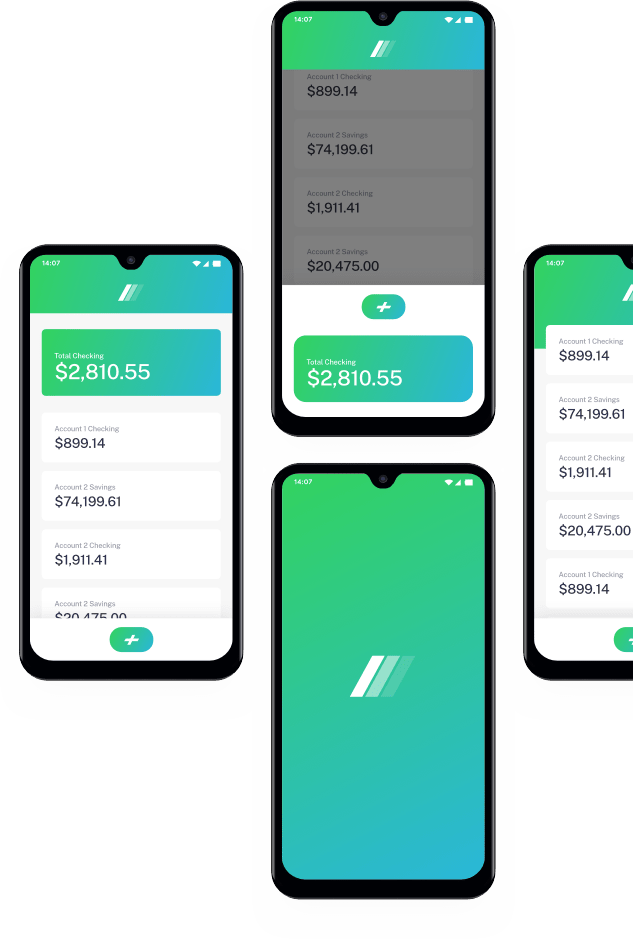 14:07
Total Checking
$2,810.55
Account 1 Checking
$899.14
Account 2 Savings
$74,199.61
Account 2 Checking
$1,911.41
Account 2 Savings
$20,475.00
14:07
Account 1 Checking
$899.14
Account 2 Savings
$74,199.61
Account 2 Checking
$1,911.41
Account 2 Savings
$20,475.00
Total Checking
$2,810.55
14:07
14:07
Account 1 Checking
$899.14
Account 2 Savings
$74,199.61
Account 2 Checking
$1,911.41
Account 2 Savings
$20,475.00
Account 1 Checking
$899.14